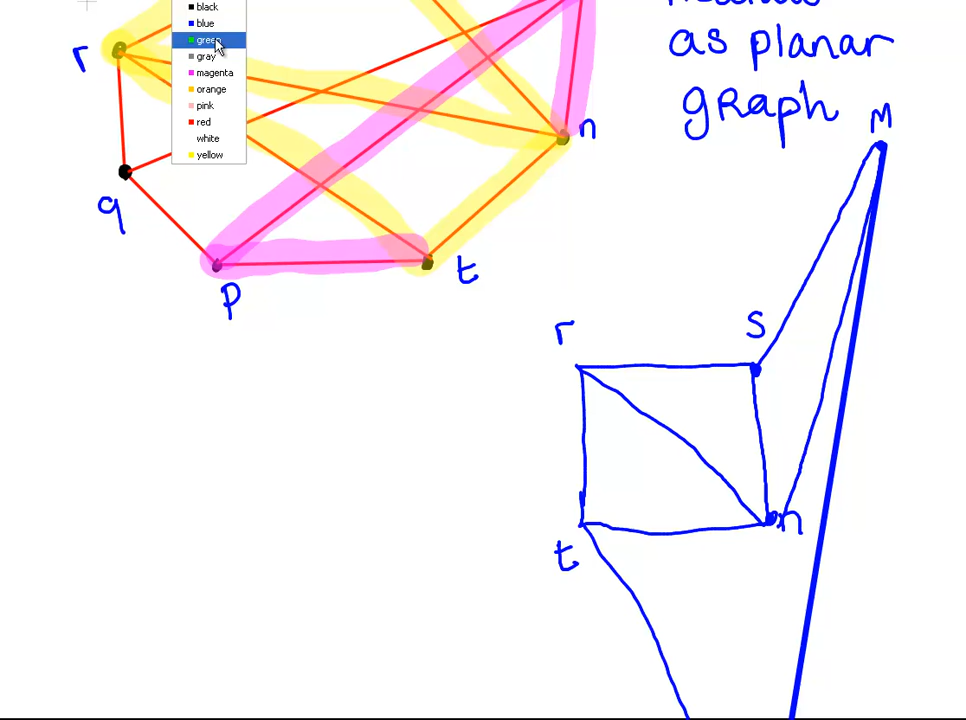 black
blue
green
gray
magenta
orange
pink
red
white
yellow
as planar
graph
r
n
q
t
p
M
s
r
n
t